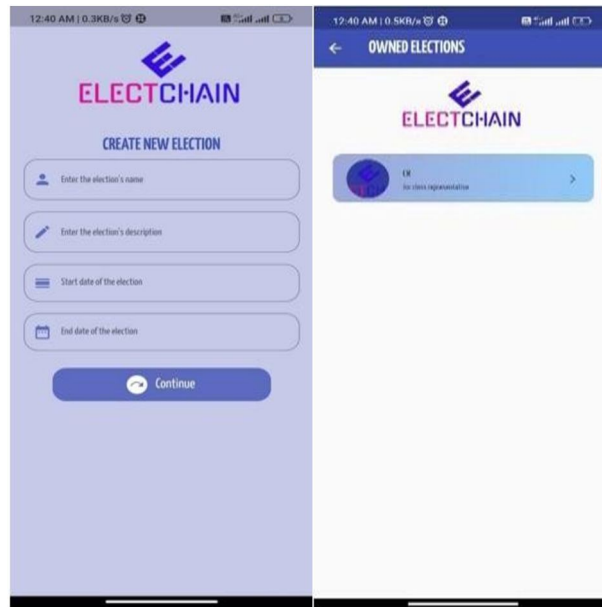 12:40 AM | 0.3KB/s
ELECTCHAIN
CREATE NEW ELECTION
Enter the election's name
Enter the election's description
Start date of the election
End date of the election
Continue
12:40 AM | 0.5KB/s
OWNED ELECTIONS
ELECTCHAIN
CR
for class representative